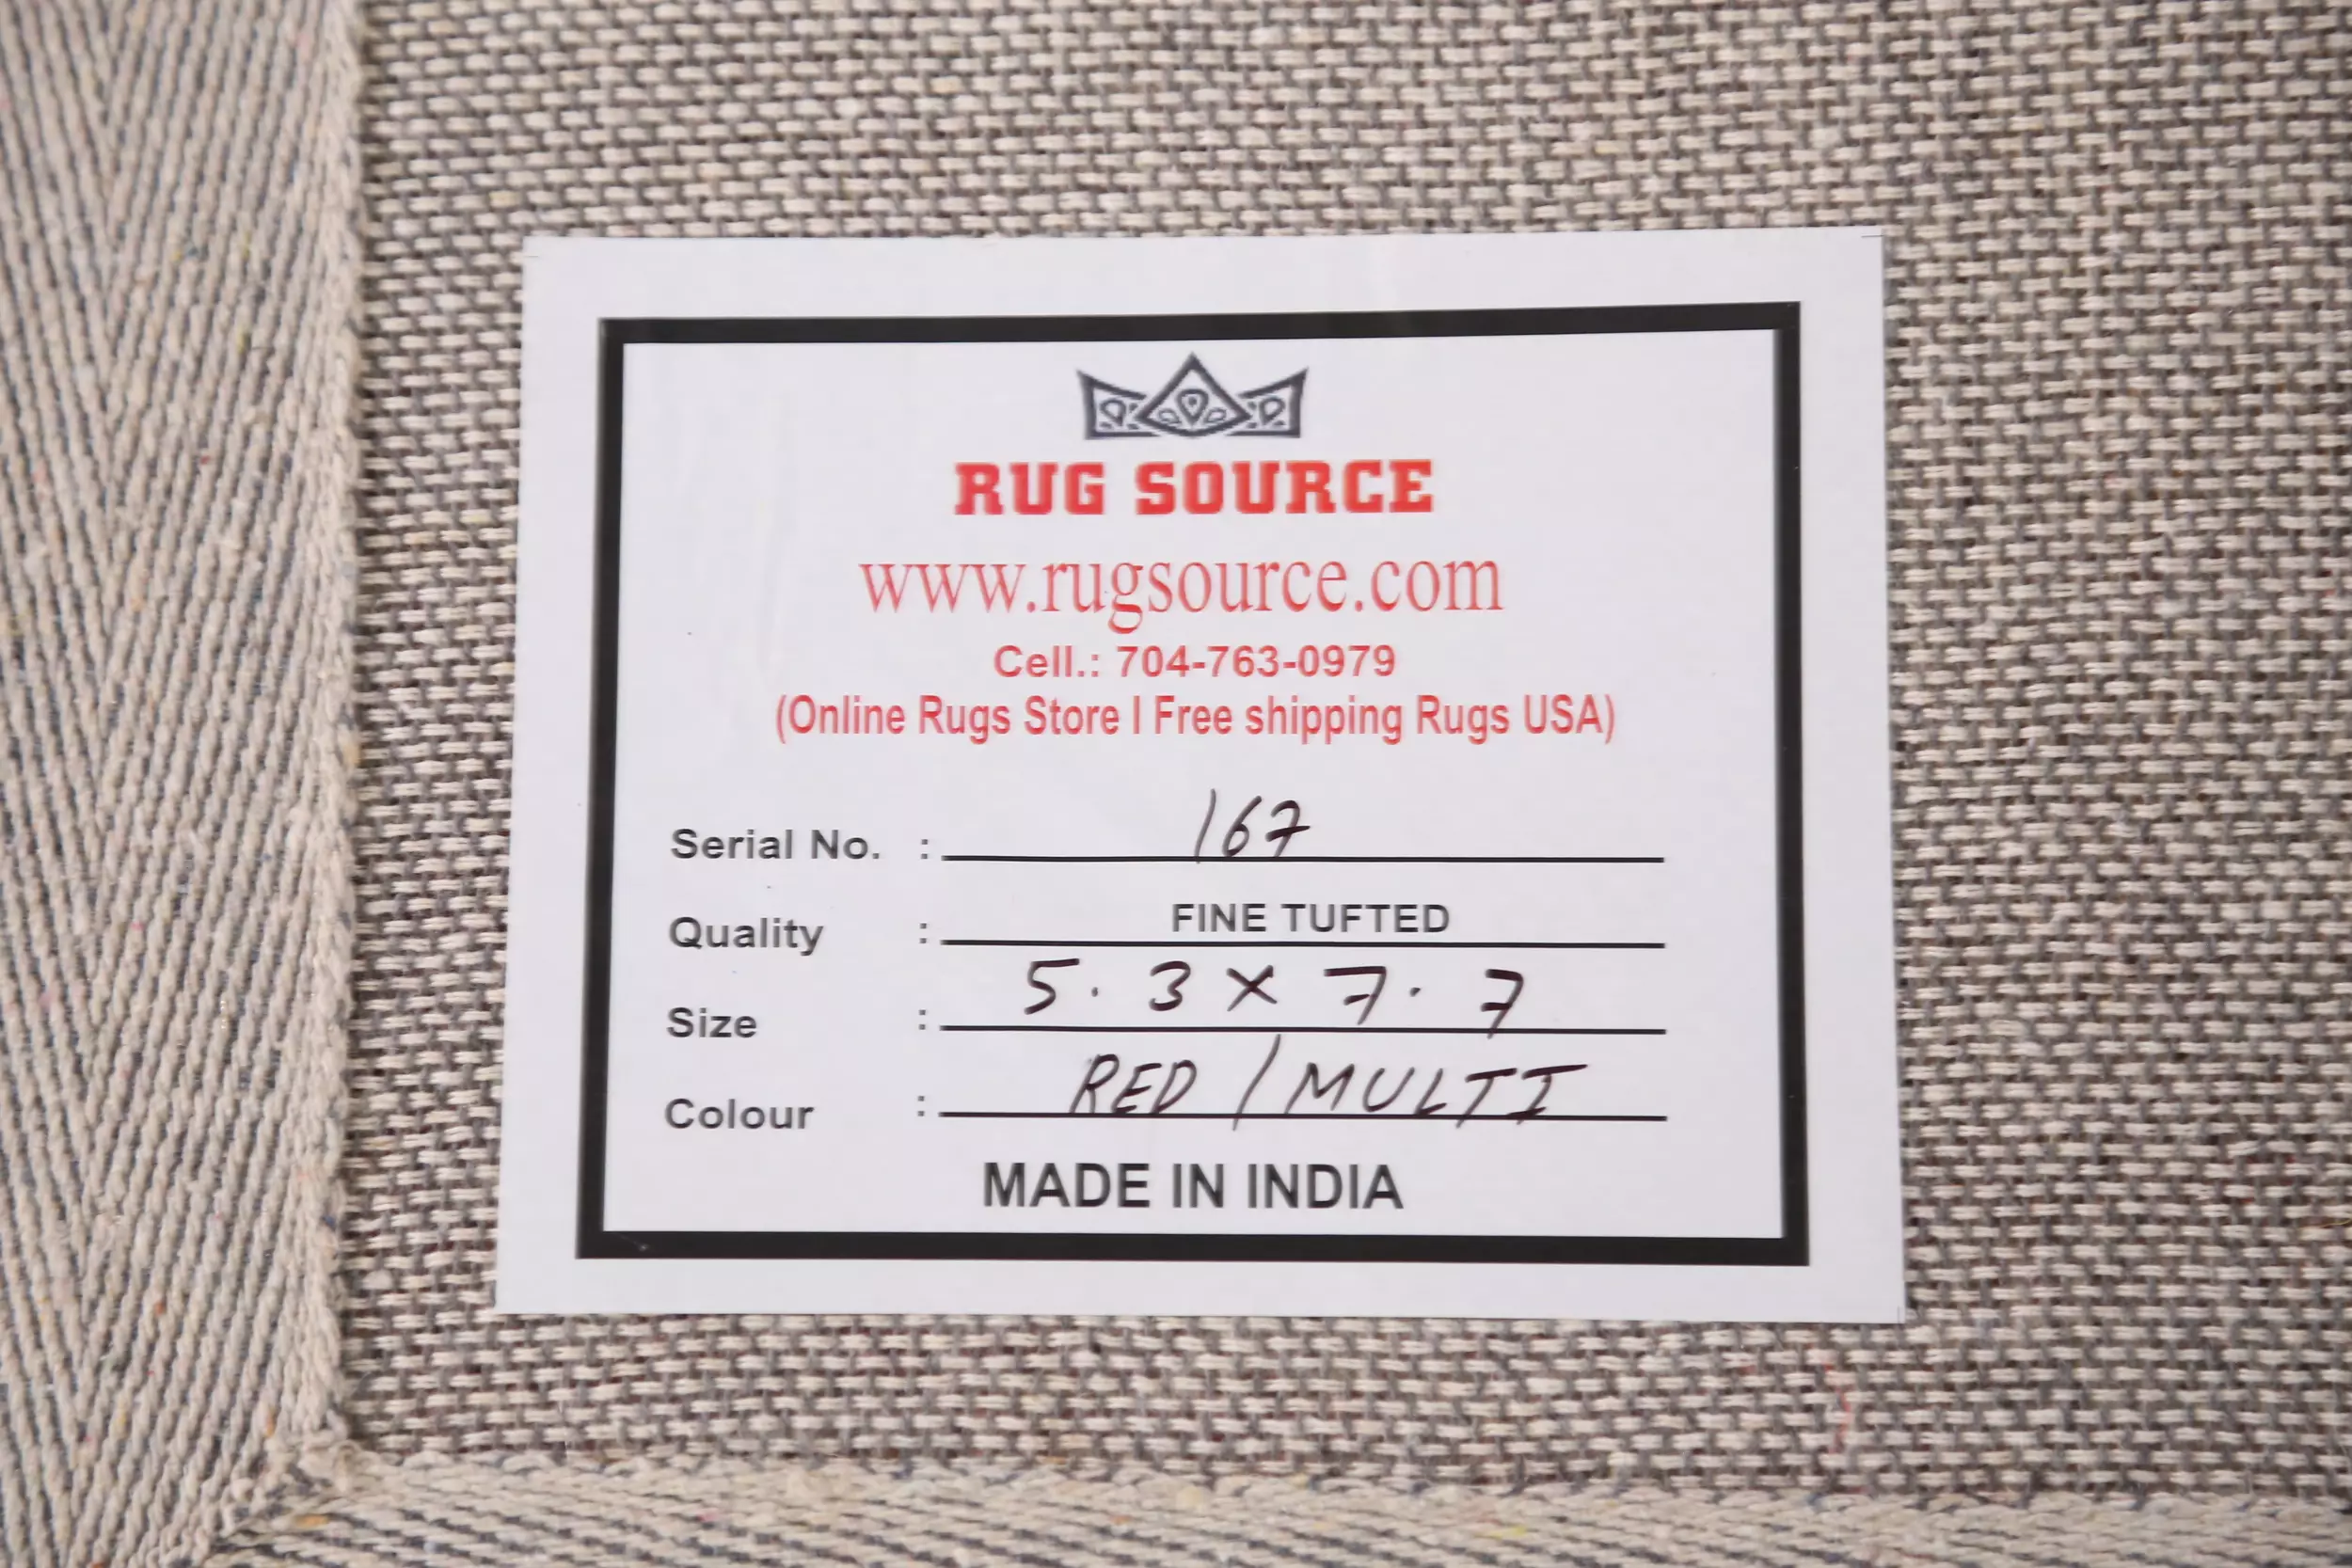 RUG SOURCE
www.rugsource.com
Cell.: 704-763-0979
(Online Rugs Store I Free shipping Rugs USA)
Serial No. : 167
Quality : FINE TUFTED
Size : 5.3 x 7.7
Colour : RED / MULTI
MADE IN INDIA